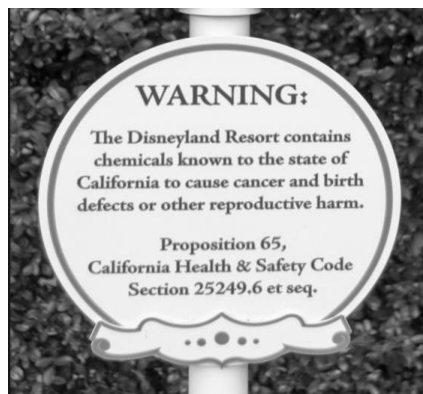 WARNING:
The Disneyland Resort contains
chemicals known to the state of
California to cause cancer and birth
defects or other reproductive harm.
Proposition 65,
California Health & Safety Code
Section 25249.6 et seq.